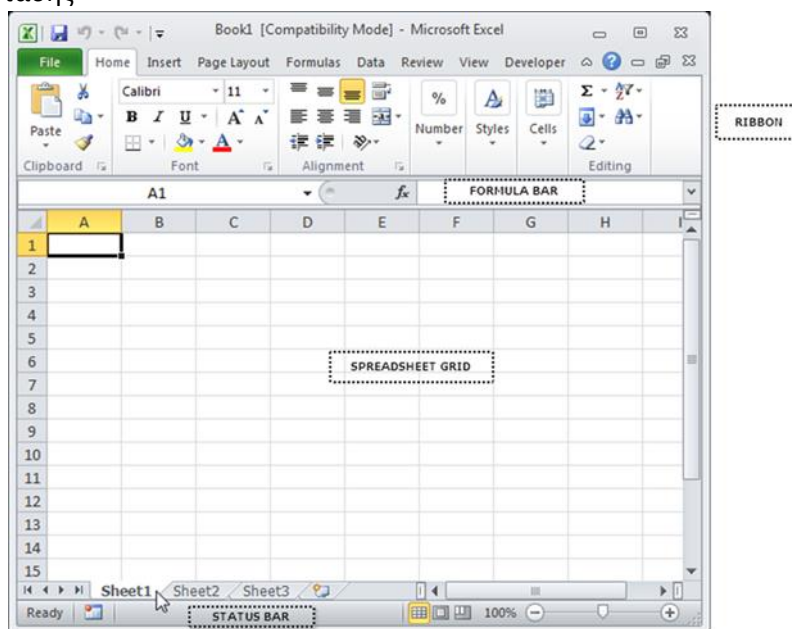 Book1 [Compatibility Mode] - Microsoft Excel
File Home Insert Page Layout Formulas Data Review View Developer
Calibri 11
Paste
B I U
A A
A
%
Number
A
Styles
Cells
Σ
A
Z
Clipboard Font Alignment Editing
RIBBON
A1 fx FORMULA BAR
A B C D E F G H I
1
2
3
4
5
6
SPREADSHEET GRID
7
8
9
10
11
12
13
14
15
Sheet1 Sheet2 Sheet3
Ready STATUS BAR 100%